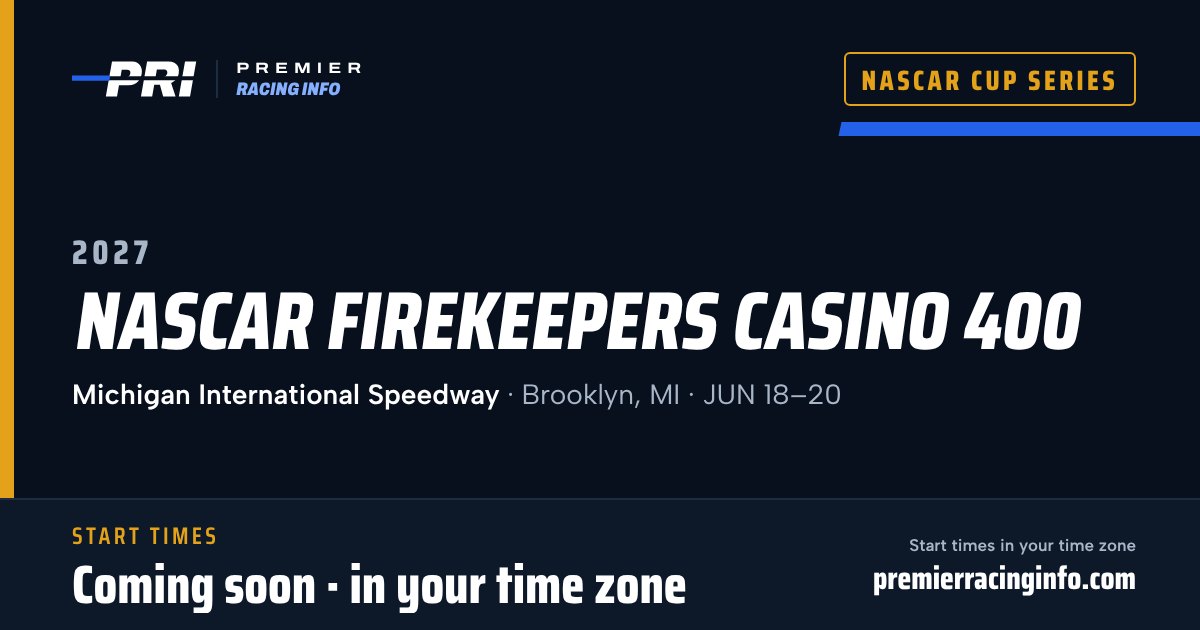 PRI PREMIER
RACING INFO
NASCAR CUP SERIES
2027
NASCAR FIREKEEPERS CASINO 400
Michigan International Speedway · Brooklyn, MI · JUN 18–20
START TIMES
Coming soon · in your time zone
Start times in your time zone
premierracinginfo.com